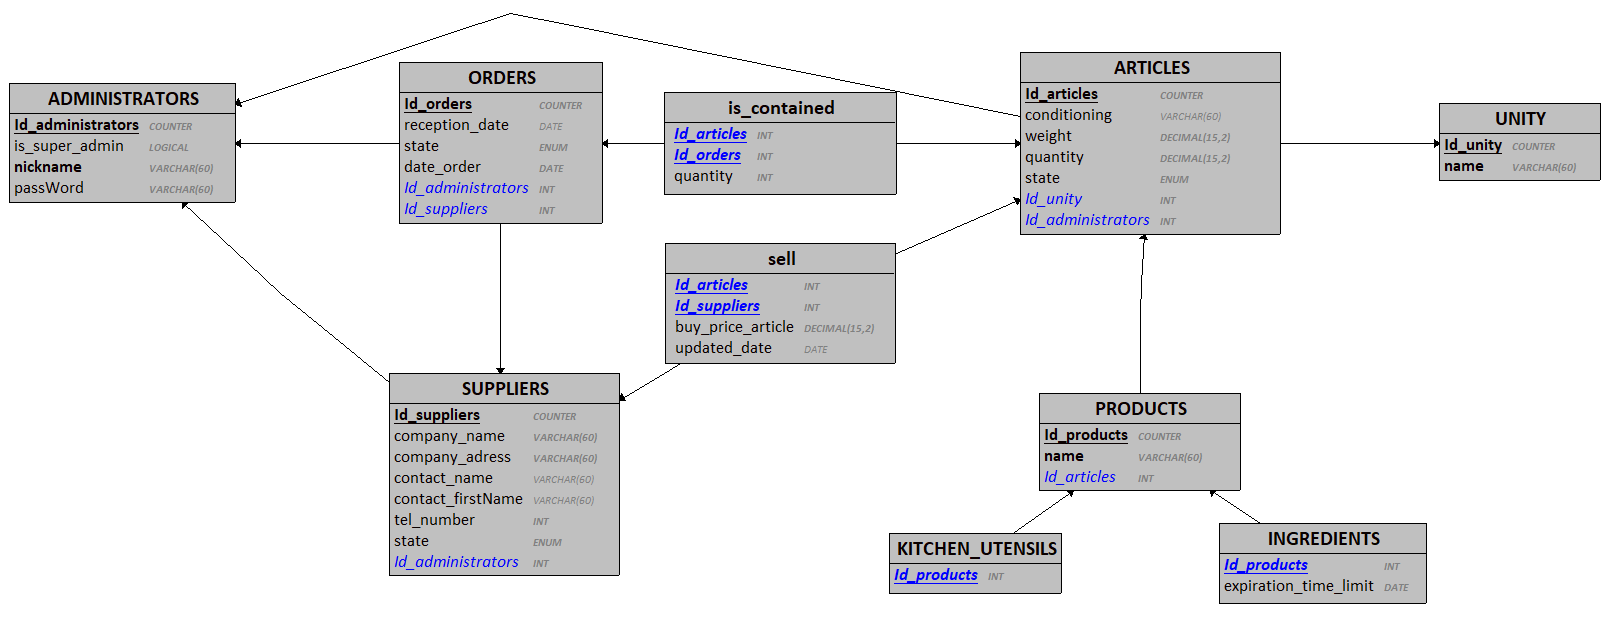 ADMINISTRATORS
Id_administrators COUNTER
is_super_admin LOGICAL
nickname VARCHAR(60)
passWord VARCHAR(60)
ORDERS
Id_orders COUNTER
reception_date DATE
state ENUM
date_order DATE
Id_administrators INT
Id_suppliers INT
is_contained
Id_articles INT
Id_orders INT
quantity INT
ARTICLES
Id_articles COUNTER
conditioning VARCHAR(60)
weight DECIMAL(15,2)
quantity DECIMAL(15,2)
state ENUM
Id_unity INT
Id_administrators INT
UNITY
Id_unity COUNTER
name VARCHAR(60)
sell
Id_articles INT
Id_suppliers INT
buy_price_article DECIMAL(15,2)
updated_date DATE
SUPPLIERS
Id_suppliers COUNTER
company_name VARCHAR(60)
company_adress VARCHAR(60)
contact_name VARCHAR(60)
contact_firstName VARCHAR(60)
tel_number INT
state ENUM
Id_administrators INT
PRODUCTS
Id_products COUNTER
name VARCHAR(60)
Id_articles INT
KITCHEN_UTENSILS
Id_products INT
INGREDIENTS
Id_products INT
expiration_time_limit DATE